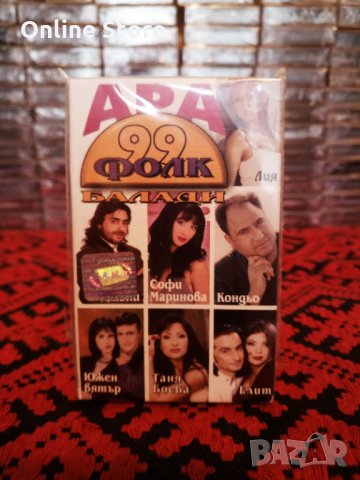 Online Store
АРА
99
ФОЛК
БАЛАДИ
Лия
Софи
Маринова
Кондьо
Южен
вятър
Таня
Боева
Елит
BAZAR